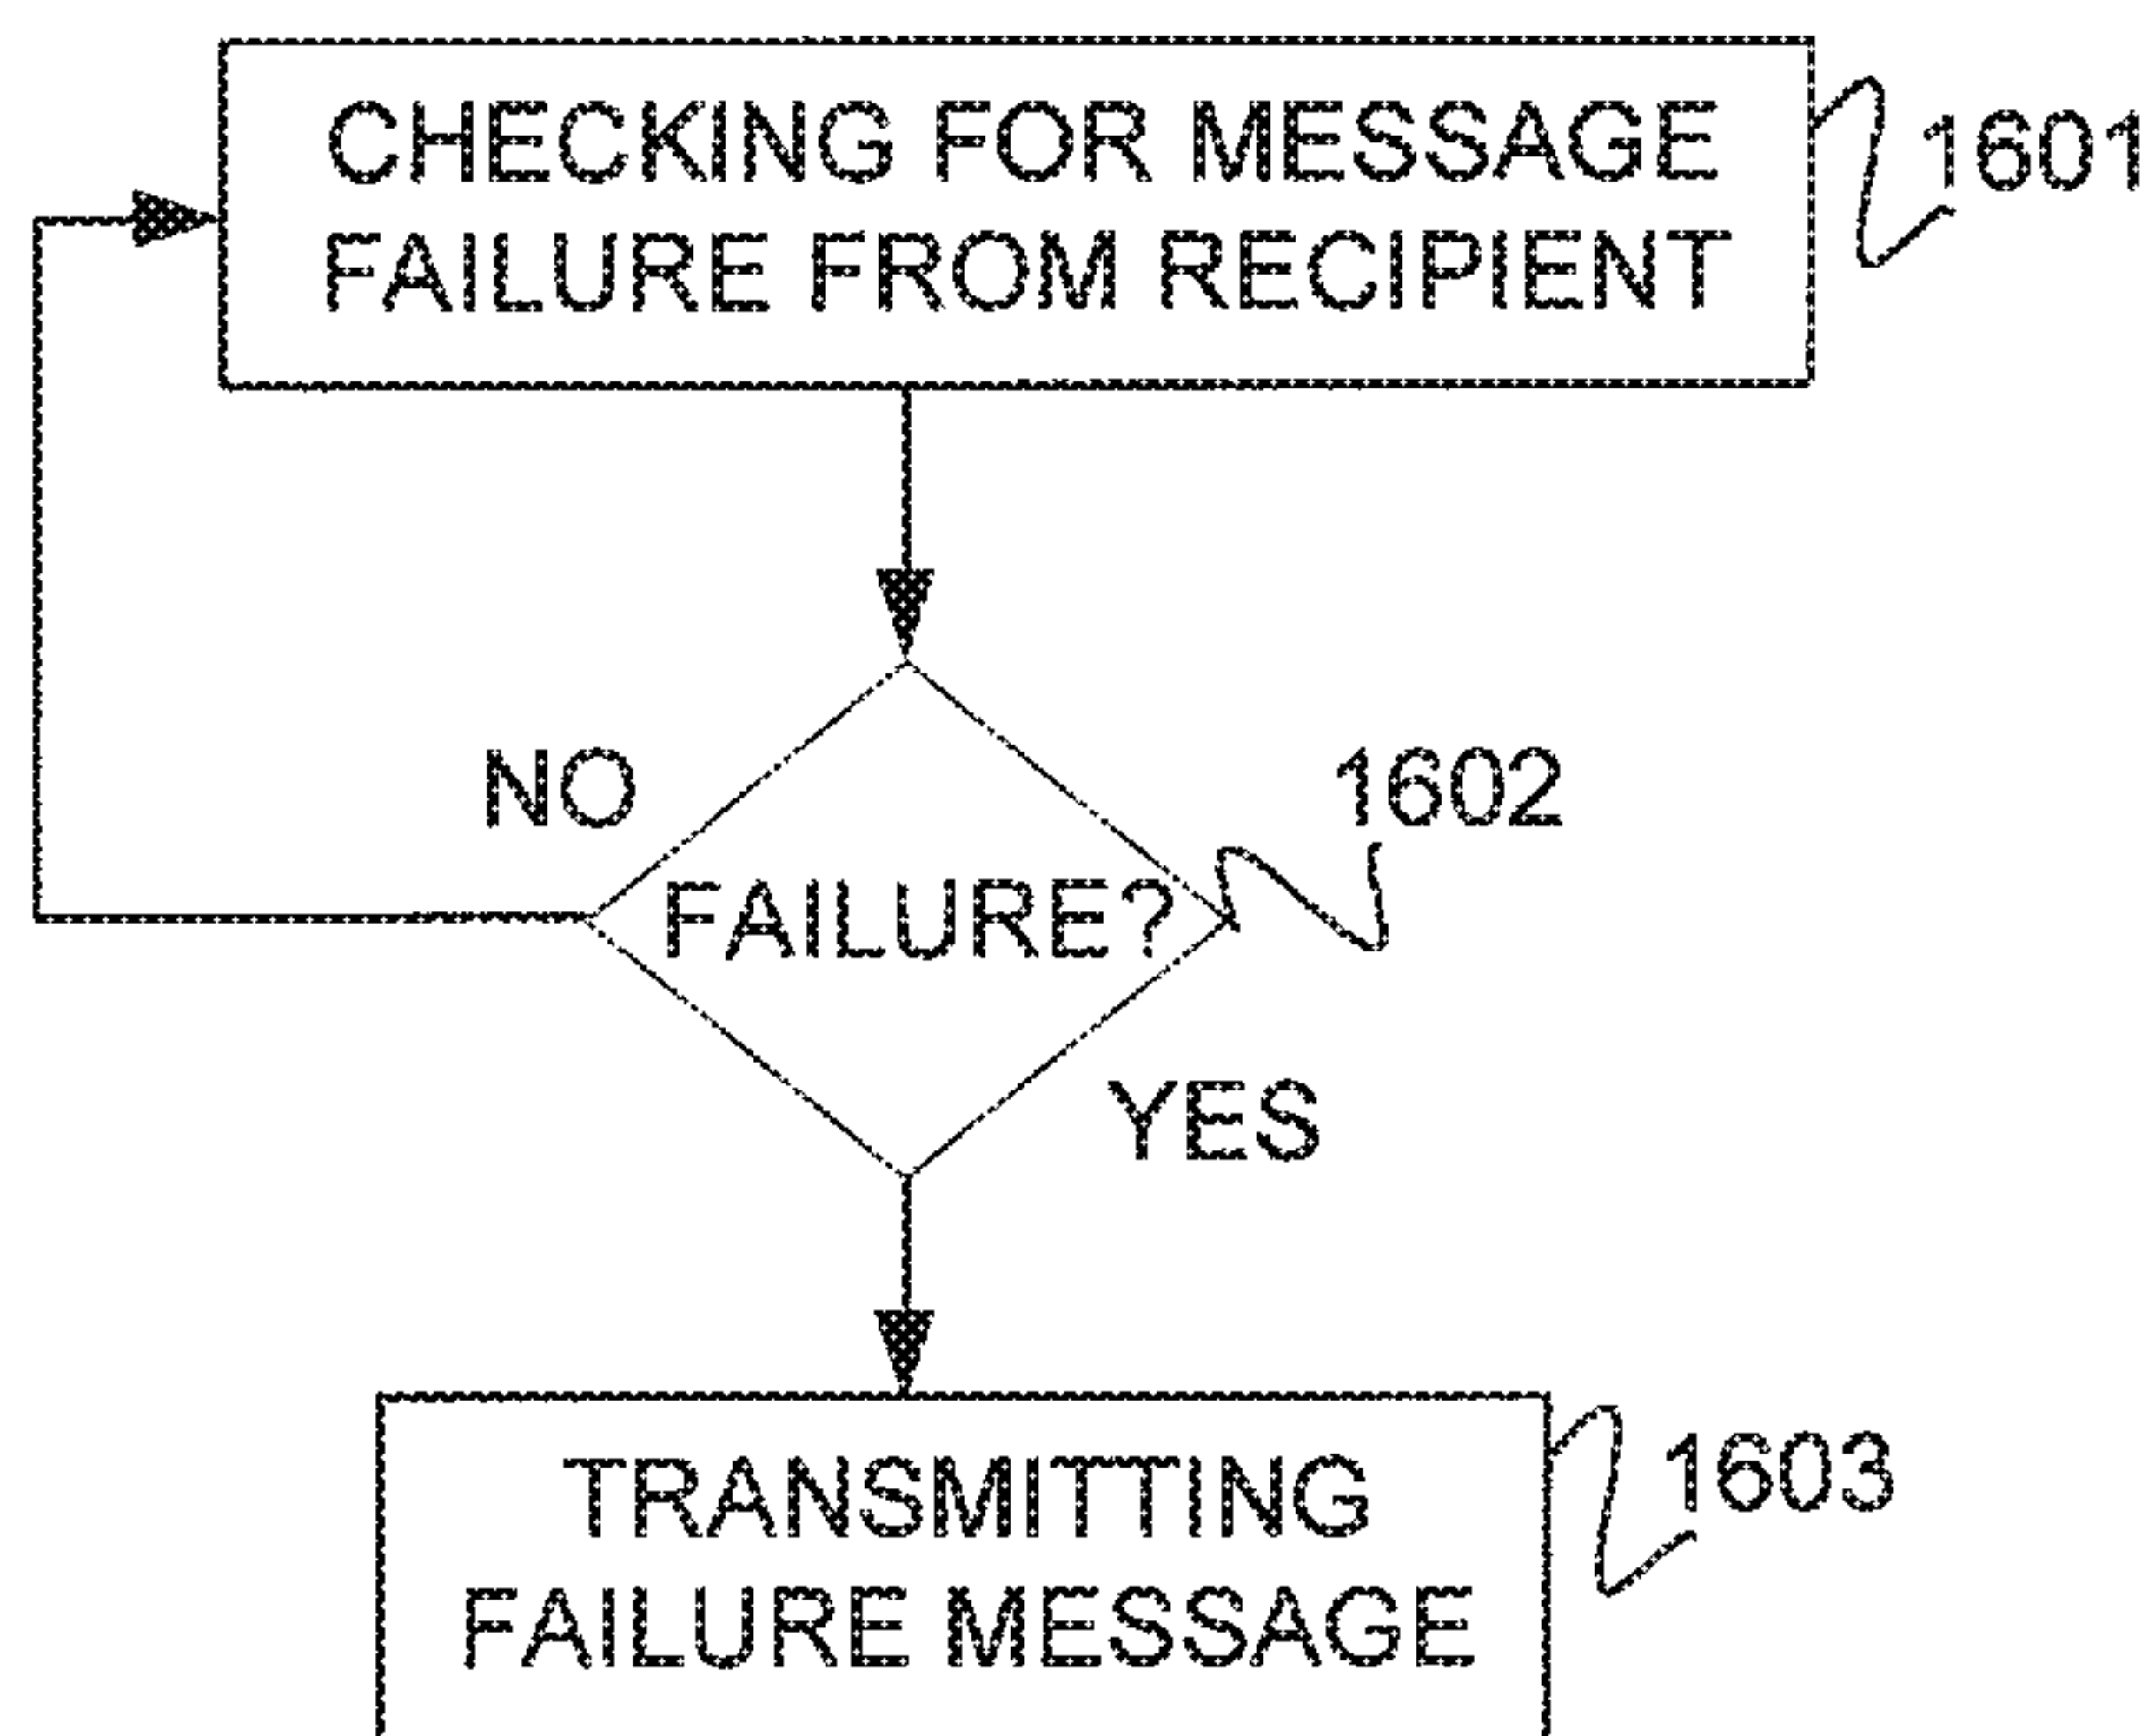 CHECKING FOR MESSAGE
FAILURE FROM RECIPIENT
1601
NO
1602
FAILURE?
YES
TRANSMITTING
FAILURE MESSAGE
1603